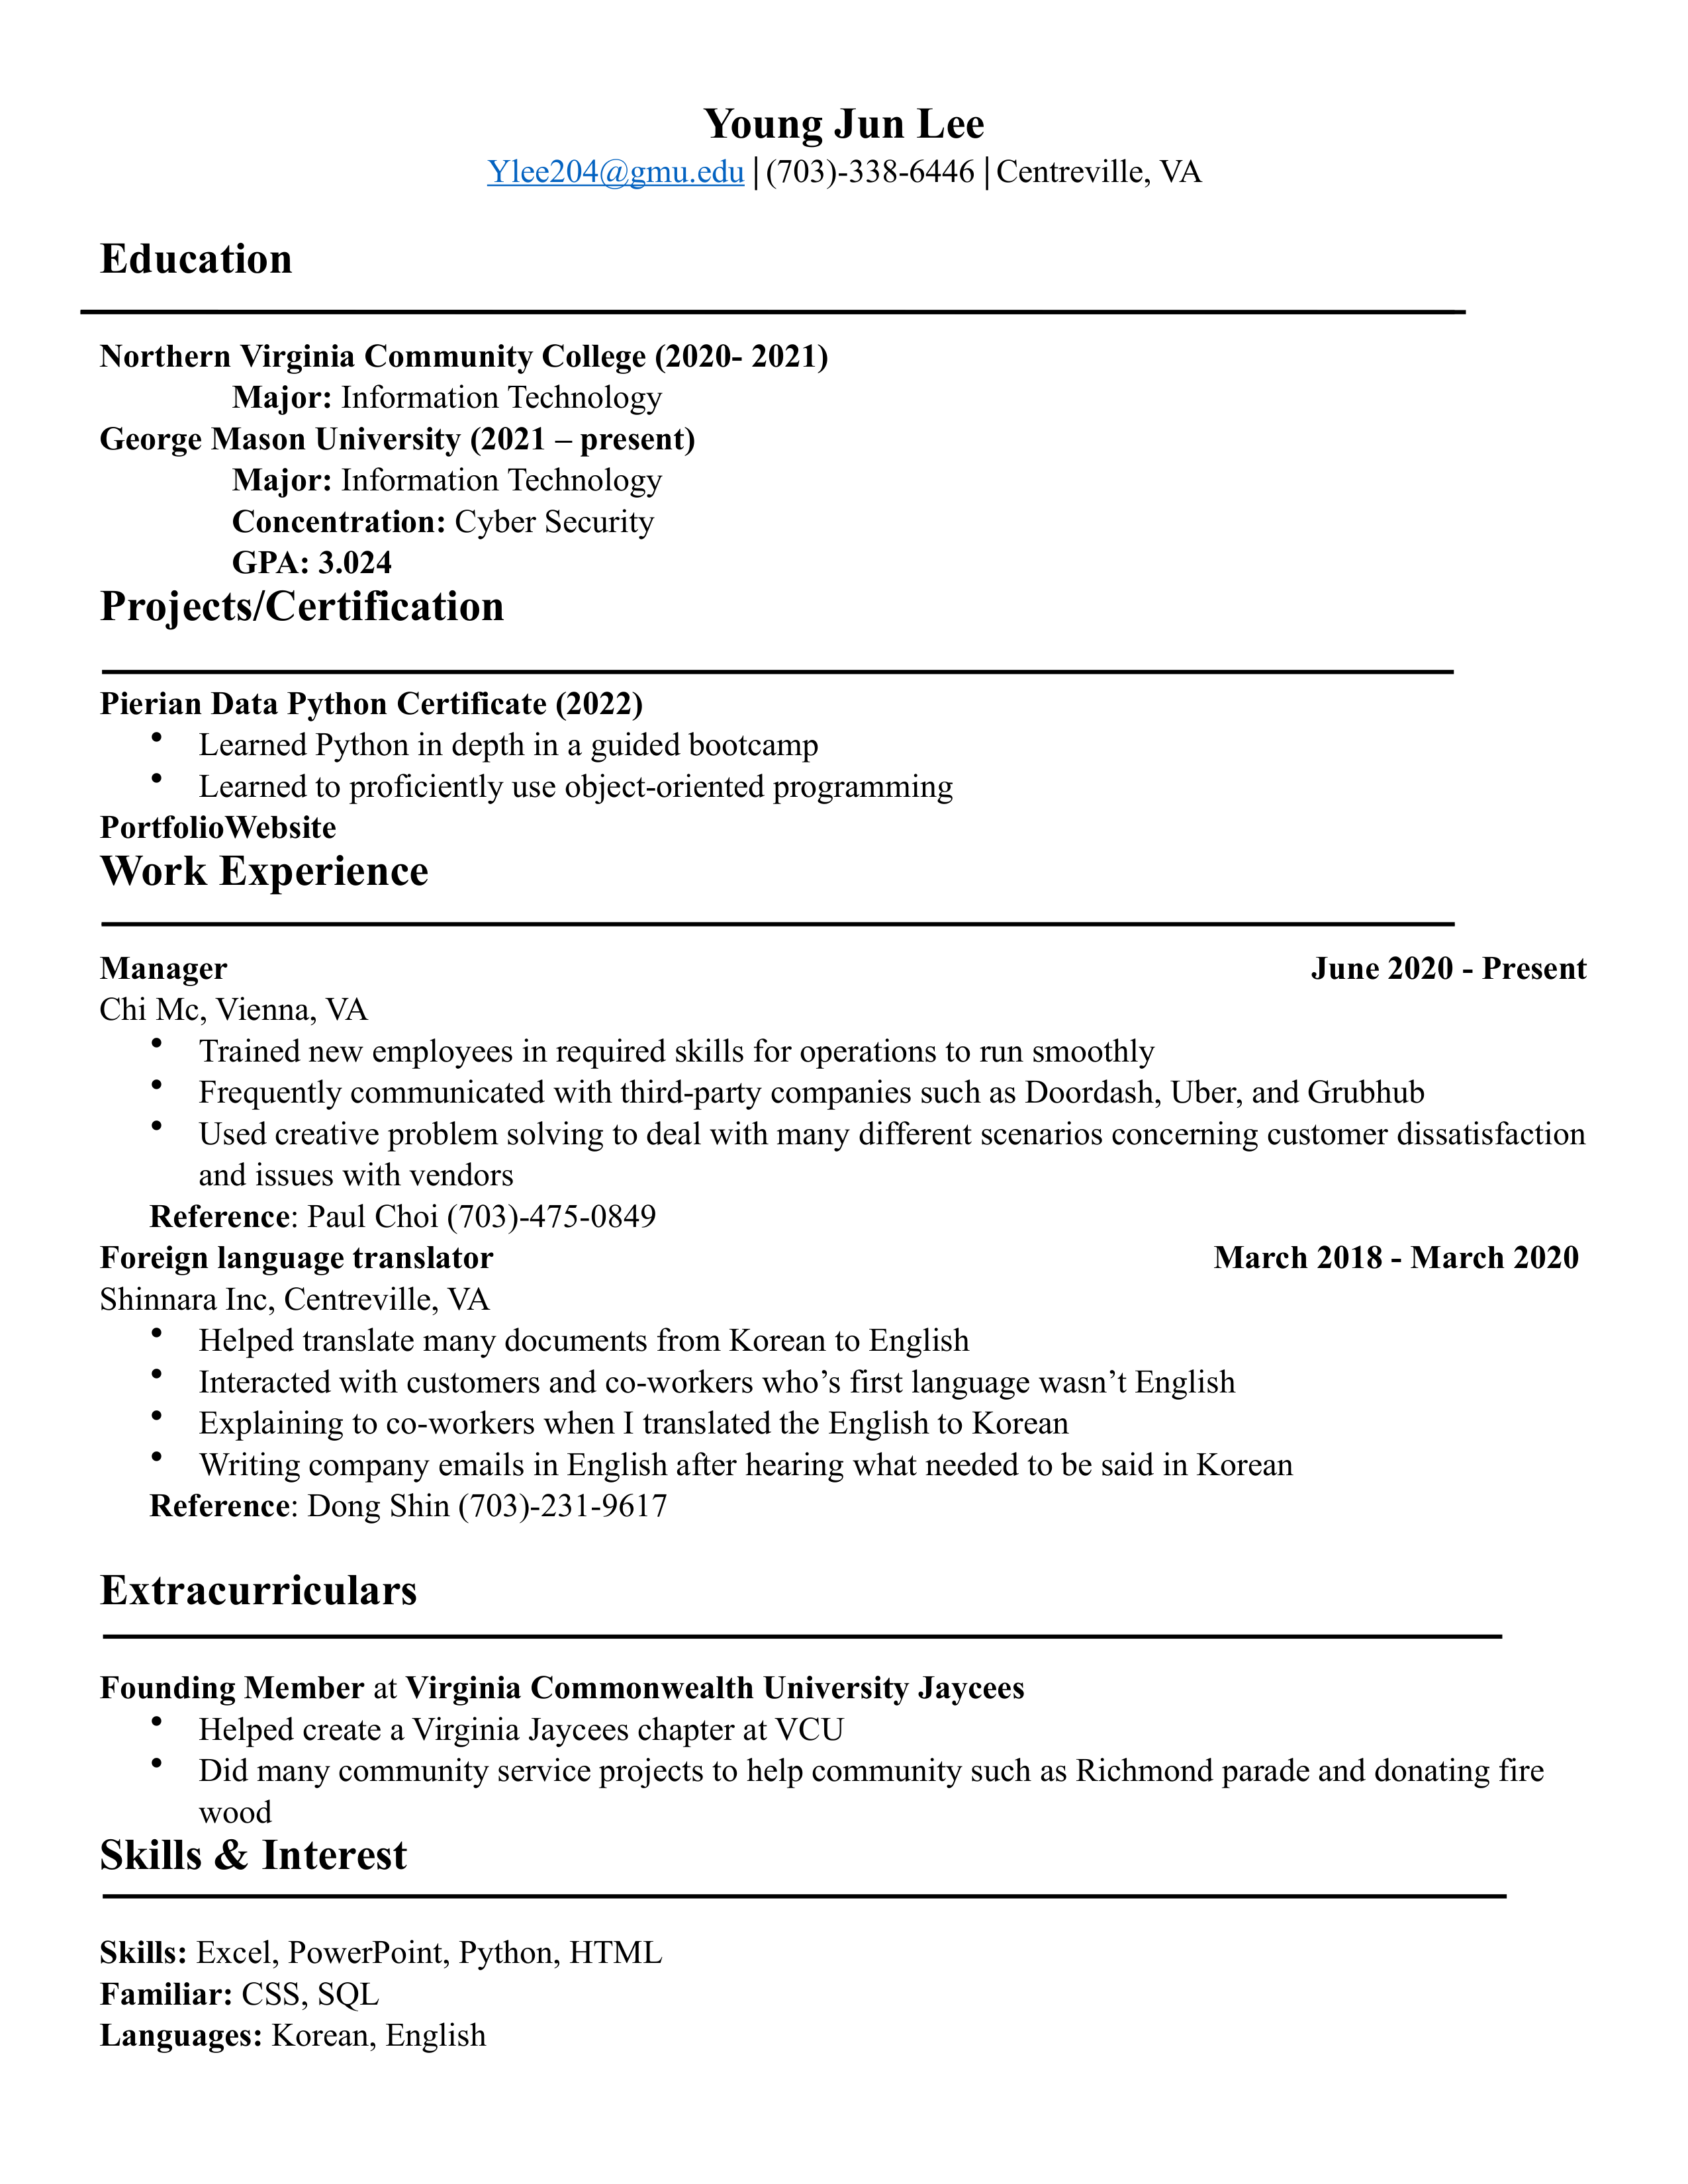 Young Jun Lee
Ylee204@gmu.edu | (703)-338-6446 | Centreville, VA
Education
Northern Virginia Community College (2020- 2021)
Major: Information Technology
George Mason University (2021 – present)
Major: Information Technology
Concentration: Cyber Security
GPA: 3.024
Projects/Certification
Pierian Data Python Certificate (2022)
• Learned Python in depth in a guided bootcamp
• Learned to proficiently use object-oriented programming
PortfolioWebsite
Work Experience
Manager June 2020 - Present
Chi Mc, Vienna, VA
• Trained new employees in required skills for operations to run smoothly
• Frequently communicated with third-party companies such as Doordash, Uber, and Grubhub
• Used creative problem solving to deal with many different scenarios concerning customer dissatisfaction
and issues with vendors
Reference: Paul Choi (703)-475-0849
Foreign language translator March 2018 - March 2020
Shinnara Inc, Centreville, VA
• Helped translate many documents from Korean to English
• Interacted with customers and co-workers who’s first language wasn’t English
• Explaining to co-workers when I translated the English to Korean
• Writing company emails in English after hearing what needed to be said in Korean
Reference: Dong Shin (703)-231-9617
Extracurriculars
Founding Member at Virginia Commonwealth University Jaycees
• Helped create a Virginia Jaycees chapter at VCU
• Did many community service projects to help community such as Richmond parade and donating fire
wood
Skills & Interest
Skills: Excel, PowerPoint, Python, HTML
Familiar: CSS, SQL
Languages: Korean, English